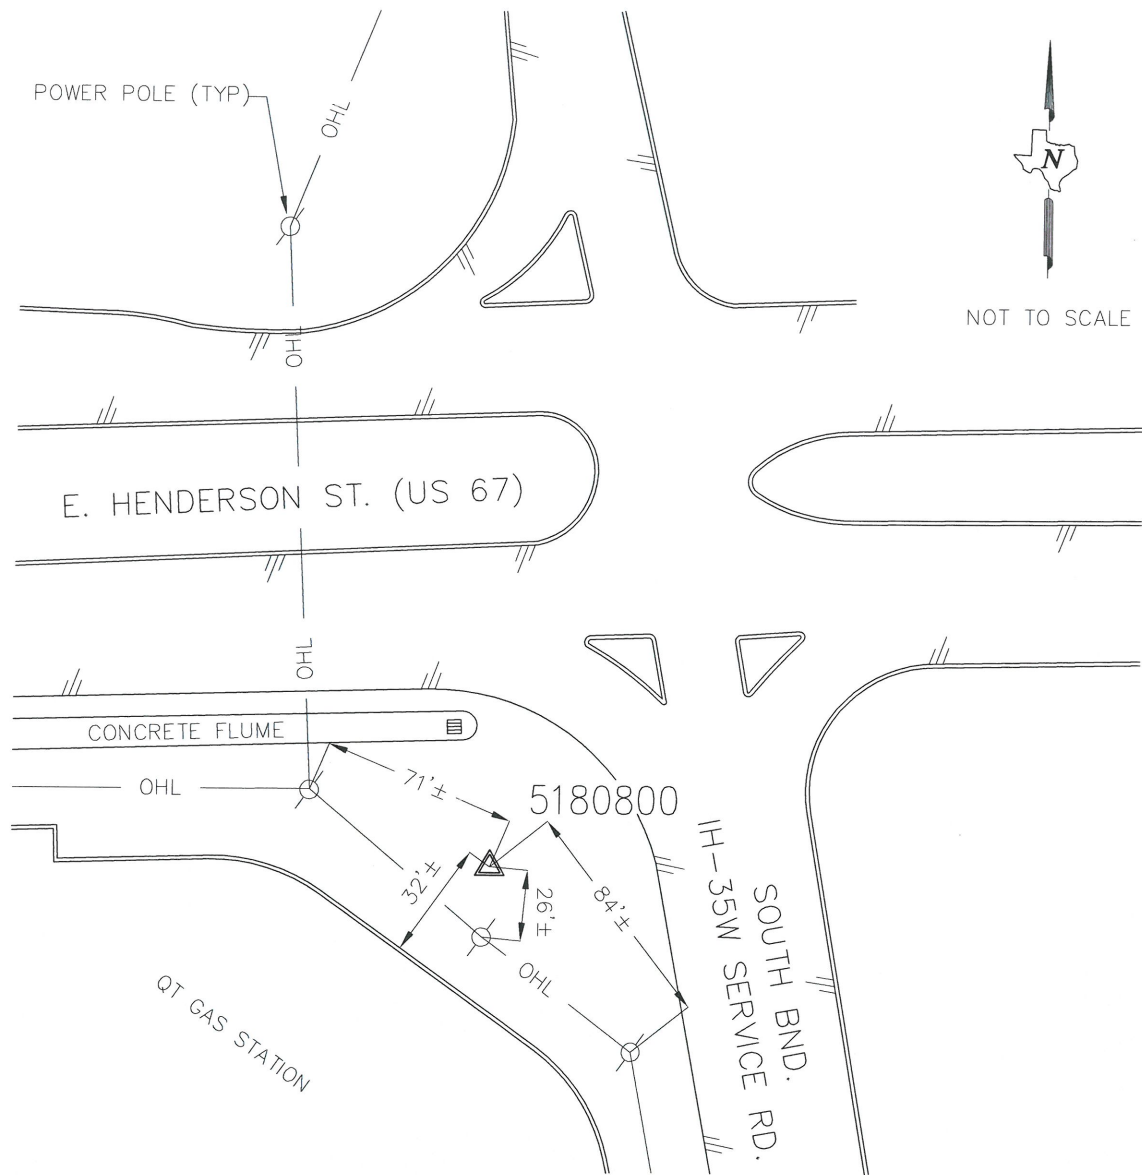 POWER POLE (TYP)
OHL
N
NOT TO SCALE
OHL
E. HENDERSON ST. (US 67)
OHL
CONCRETE FLUME
OHL
71'±
5180800
32'±
26'±
84'±
OHL
SOUTH BND.
IH-35W SERVICE RD.
QT GAS STATION